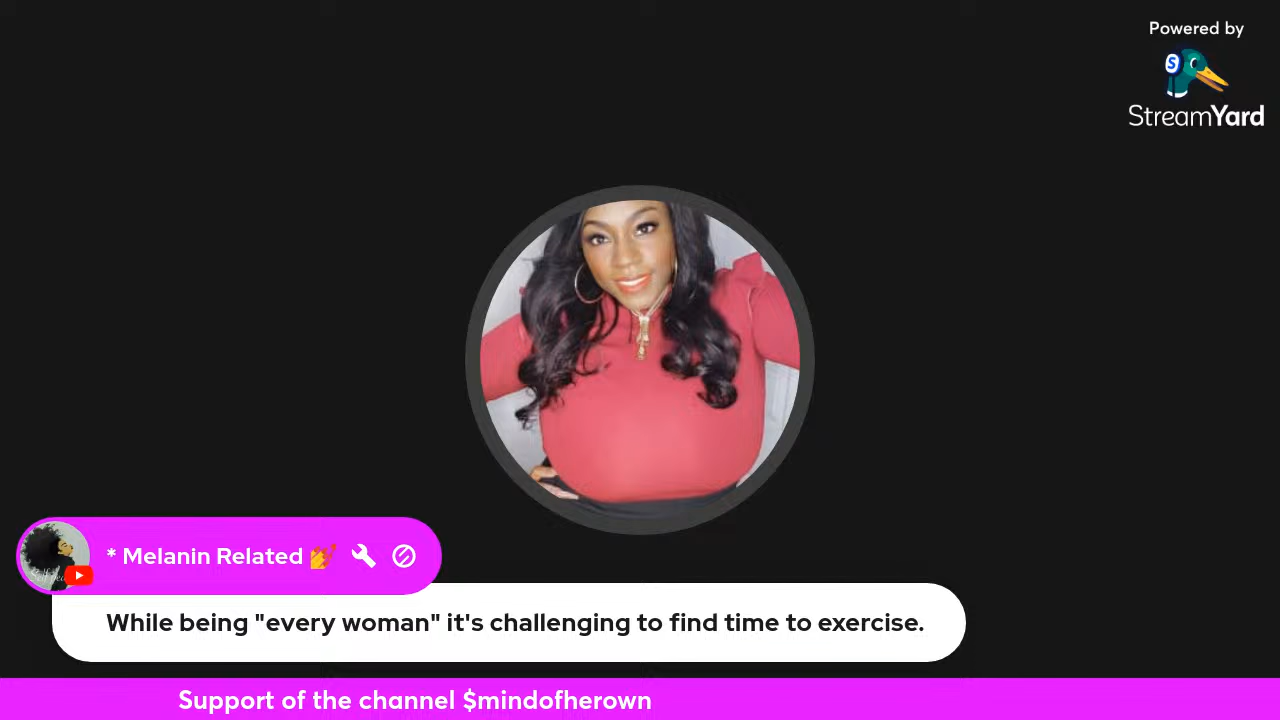 Powered by
S
StreamYard
* Melanin Related 💅
While being "every woman" it's challenging to find time to exercise.
Support of the channel $mindofherown